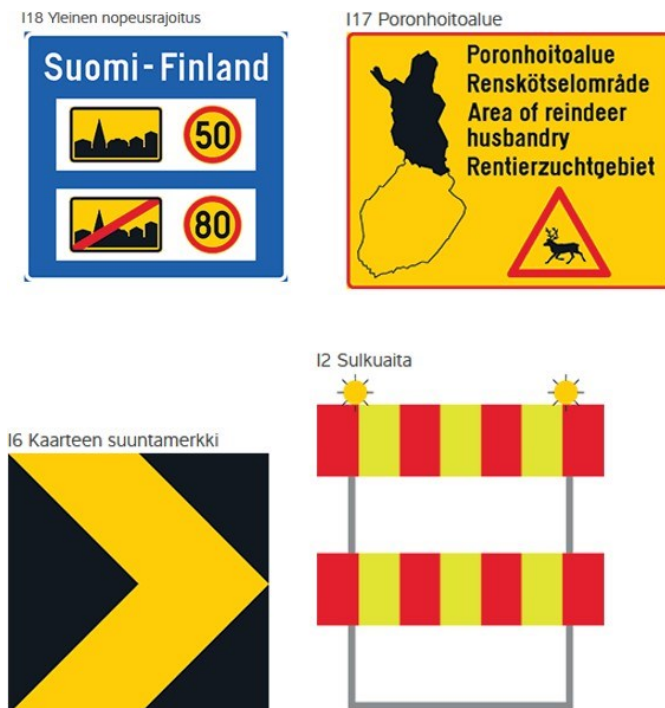 I18 Yleinen nopeusrajoitus
Suomi-Finland
50
80
I17 Poronhoitoalue
Poronhoitoalue
Renskötselområde
Area of reindeer
husbandry
Rentierzuchtgebiet
I6 Kaarteen suuntamerkki
I2 Sulkuaita